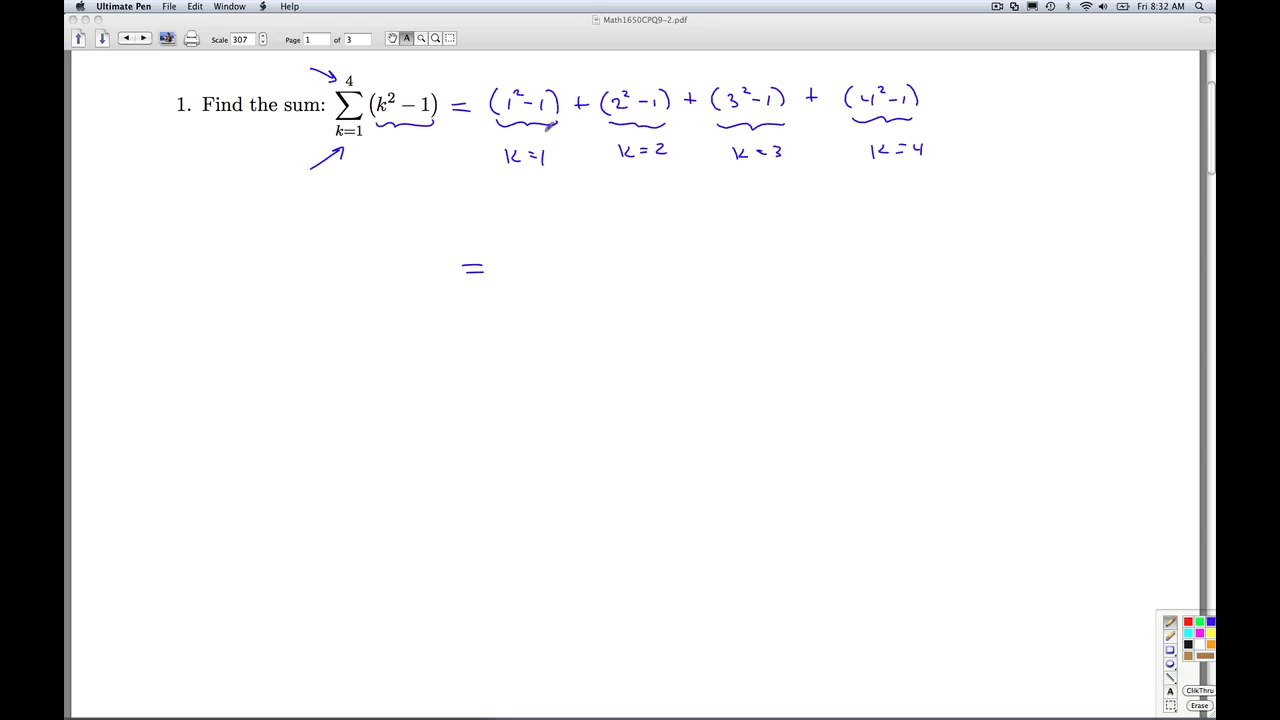 Ultimate Pen File Edit Window Help Fri 8:32 AM
Math1650CPQ9-2.pdf
Scale 307 Page 1 of 3 A
1. Find the sum: ∑_{k=1}^{4} (k² − 1) = (1² − 1) + (2² − 1) + (3² − 1) + (4² − 1)
k = 1 k = 2 k = 3 k = 4
=
A
ClikThru
Erase